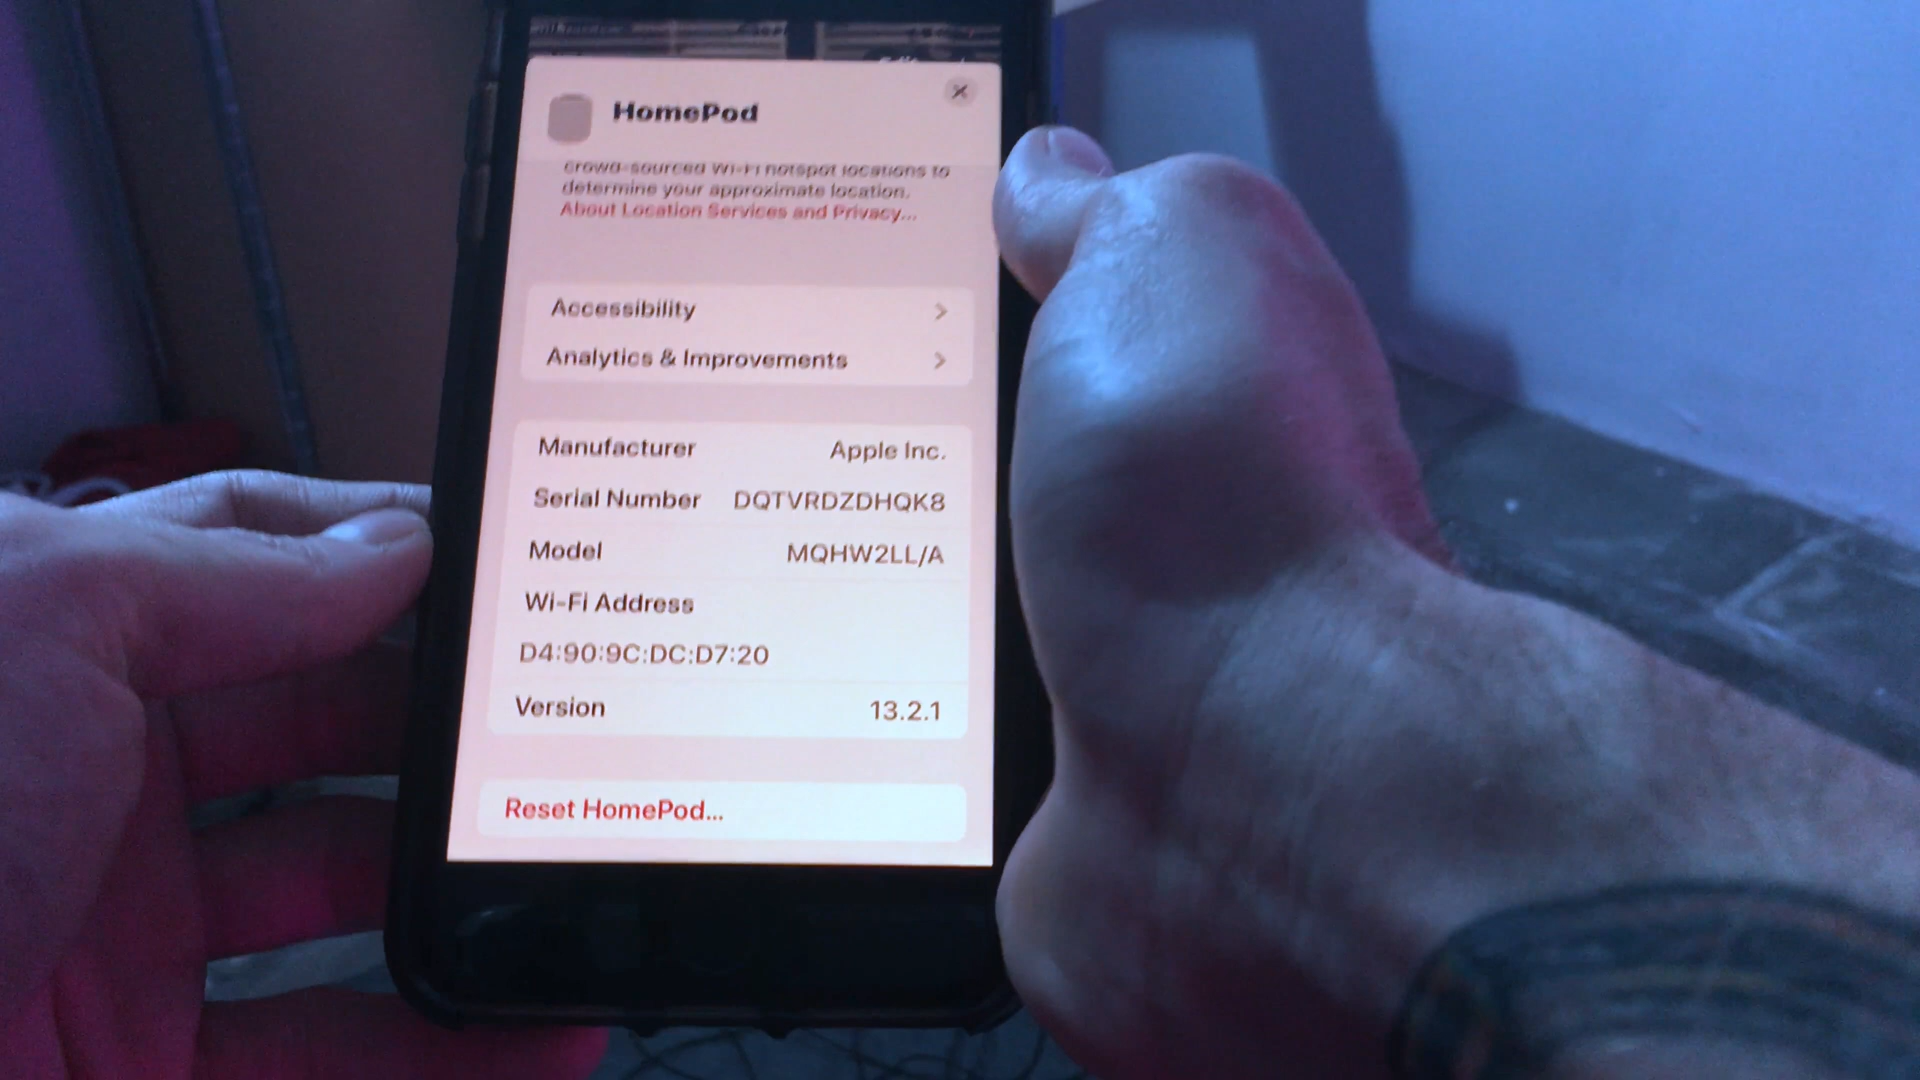 HomePod
crowd-sourced Wi-Fi hotspot locations to
determine your approximate location.
About Location Services and Privacy...
Accessibility
Analytics & Improvements
Manufacturer Apple Inc.
Serial Number DQTVRDZDHQK8
Model MQHW2LL/A
Wi-Fi Address
D4:90:9C:DC:D7:20
Version 13.2.1
Reset HomePod...